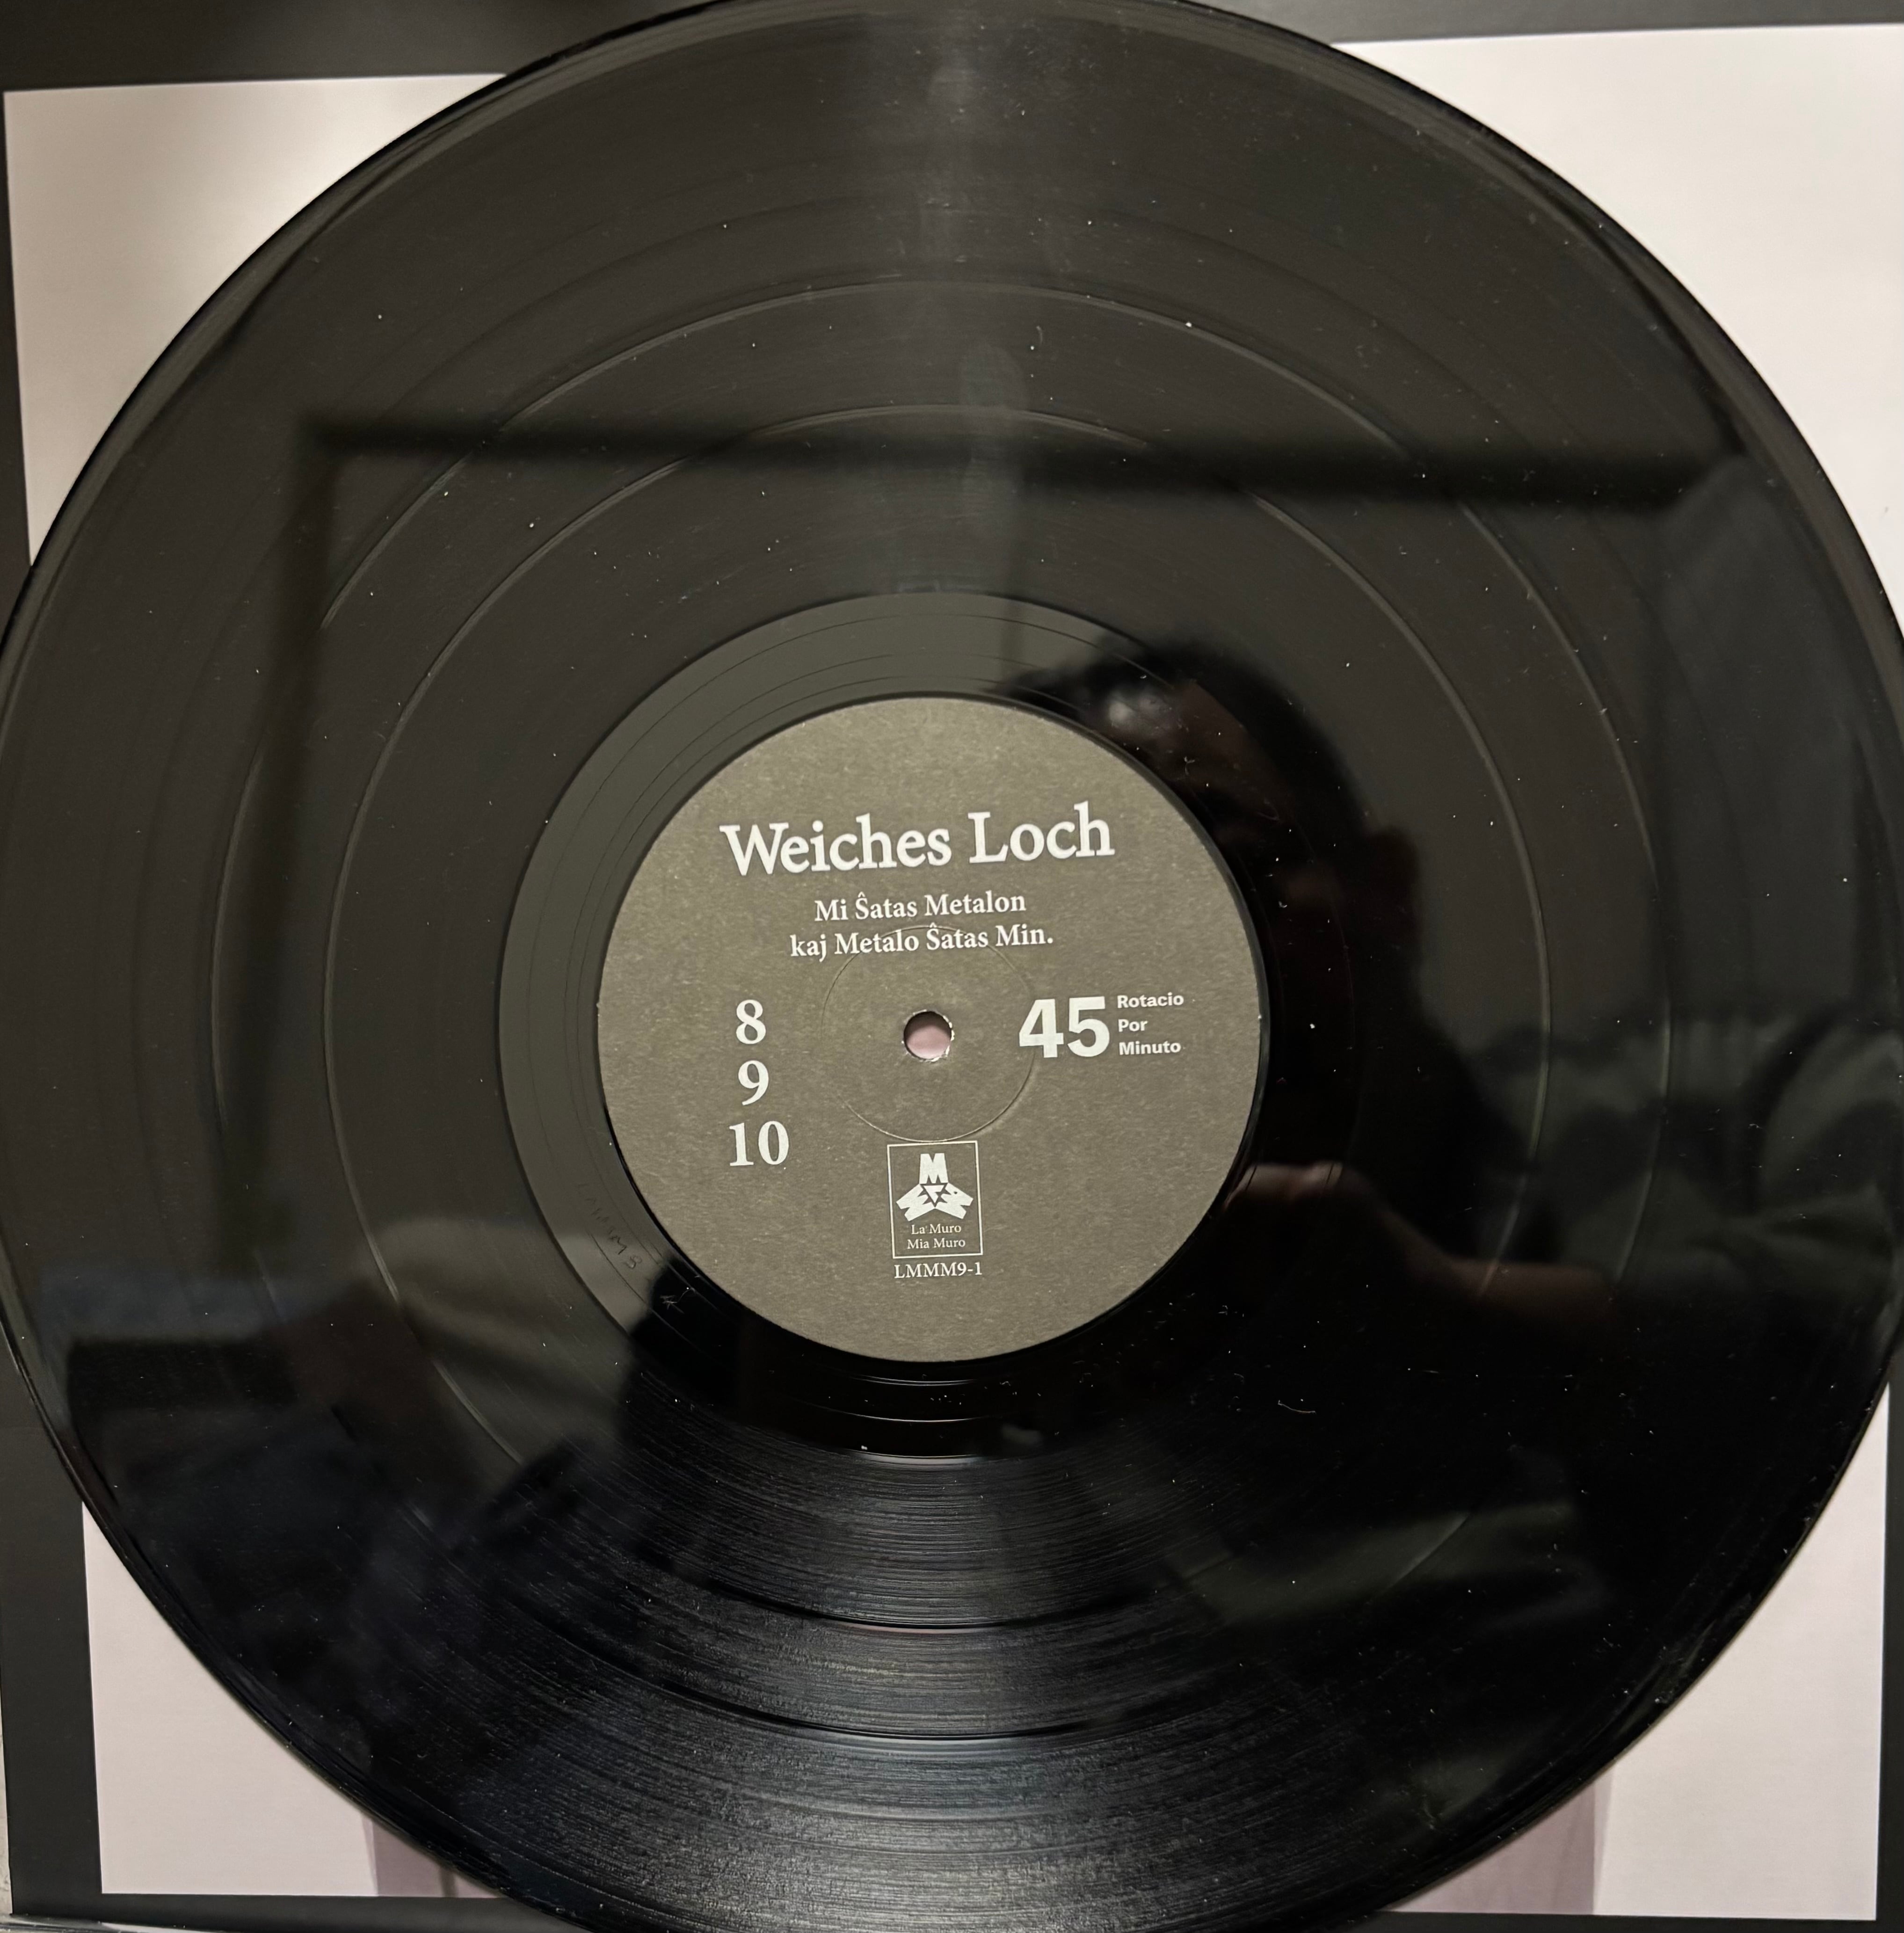 Weiches Loch
Mi Ŝatas Metalon
kaj Metalo Ŝatas Min.
8
9
10
45 Rotacio
Por
Minuto
La Muro
Mia Muro
LMMM9-1